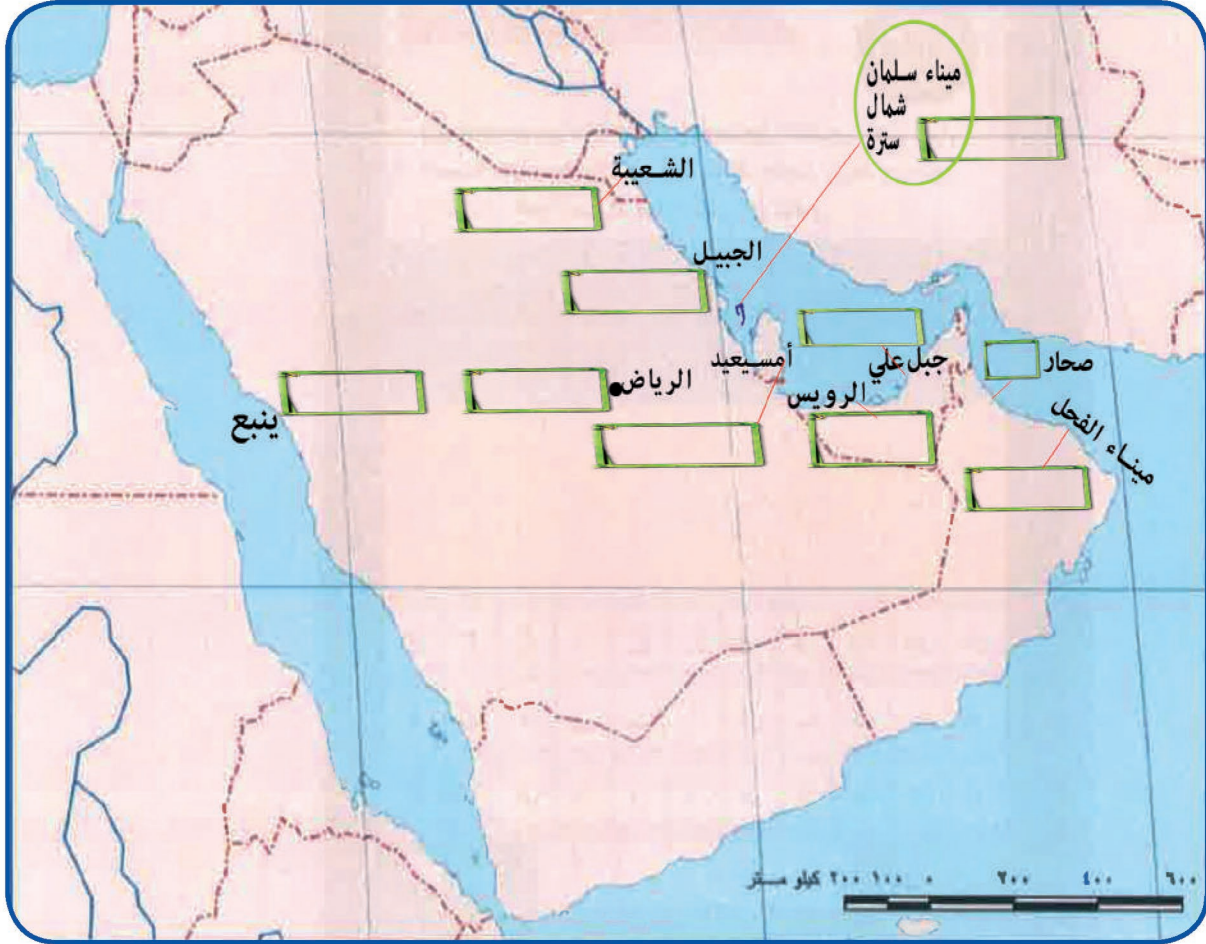 ميناء سلمان
شمال
سترة
الشعيبة
الجبيل
أمسيعيد
جبل علي
صحار
الرياض
الرويس
ينبع
ميناء الفحل
٦٠٠ ٤٠٠ ٢٠٠ ٠ ١٠٠ ٢٠٠ كيلو متر